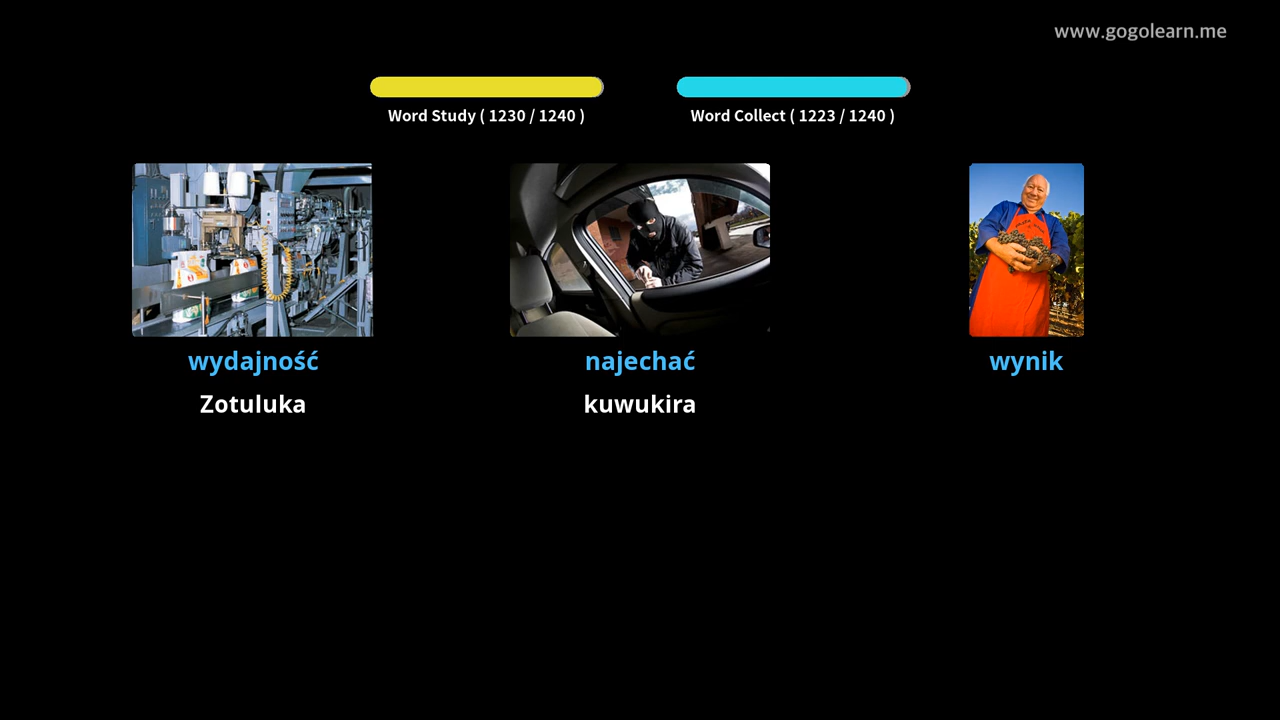 www.gogolearn.me
Word Study ( 1230 / 1240 )
Word Collect ( 1223 / 1240 )
wydajność
najechać
wynik
Zotuluka
kuwukira